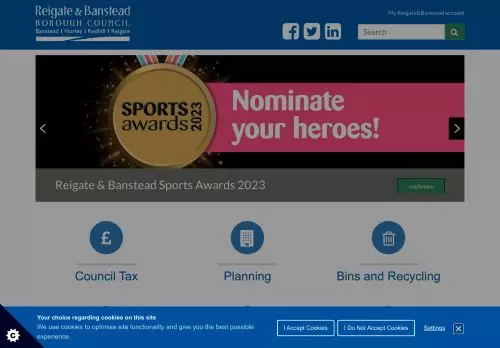 Reigate & Banstead
BOROUGH COUNCIL
Banstead | Horley | Redhill | Reigate
My Reigate&Banstead account
Search
SPORTS
awards 2023
Nominate
your heroes!
Reigate & Banstead Sports Awards 2023
read more
£
Council Tax
Planning
Bins and Recycling
Your choice regarding cookies on this site
We use cookies to optimise site functionality and give you the best possible
experience.
I Accept Cookies
I Do Not Accept Cookies
Settings